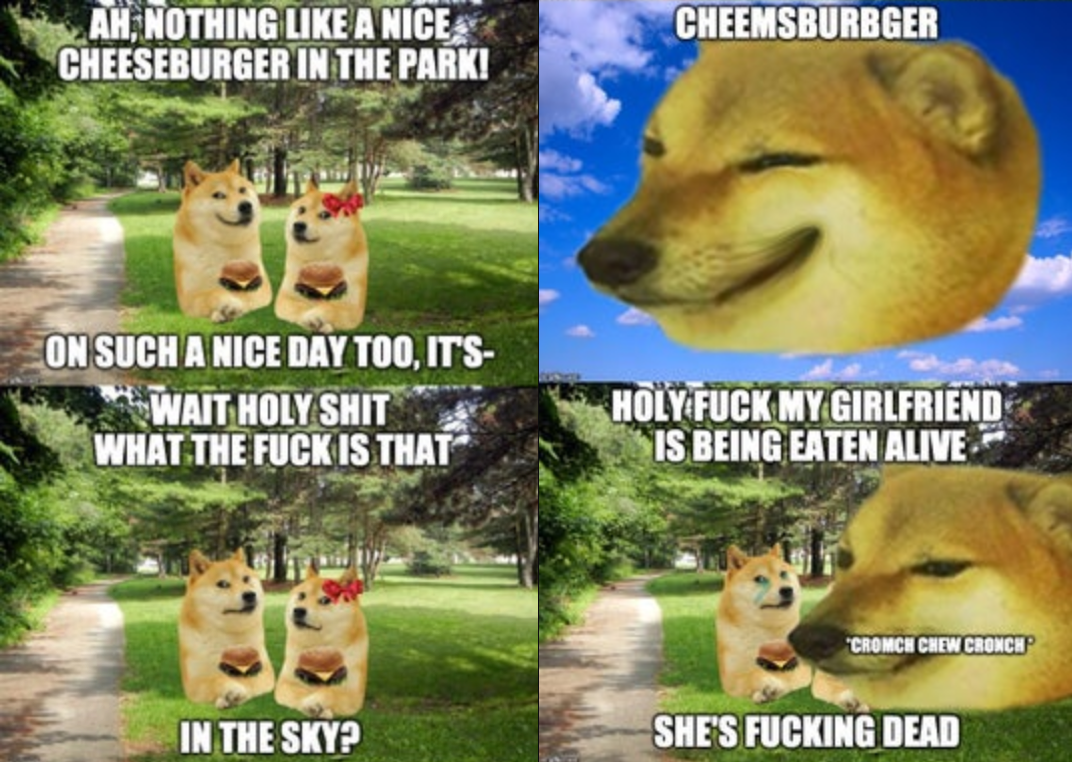 AH, NOTHING LIKE A NICE
CHEESEBURGER IN THE PARK!
ON SUCH A NICE DAY TOO, IT'S-
CHEEMSBURBGER
WAIT HOLY SHIT
WHAT THE FUCK IS THAT
IN THE SKY?
HOLY FUCK MY GIRLFRIEND
IS BEING EATEN ALIVE
*CROMCH CHEW CRONCH*
SHE'S FUCKING DEAD